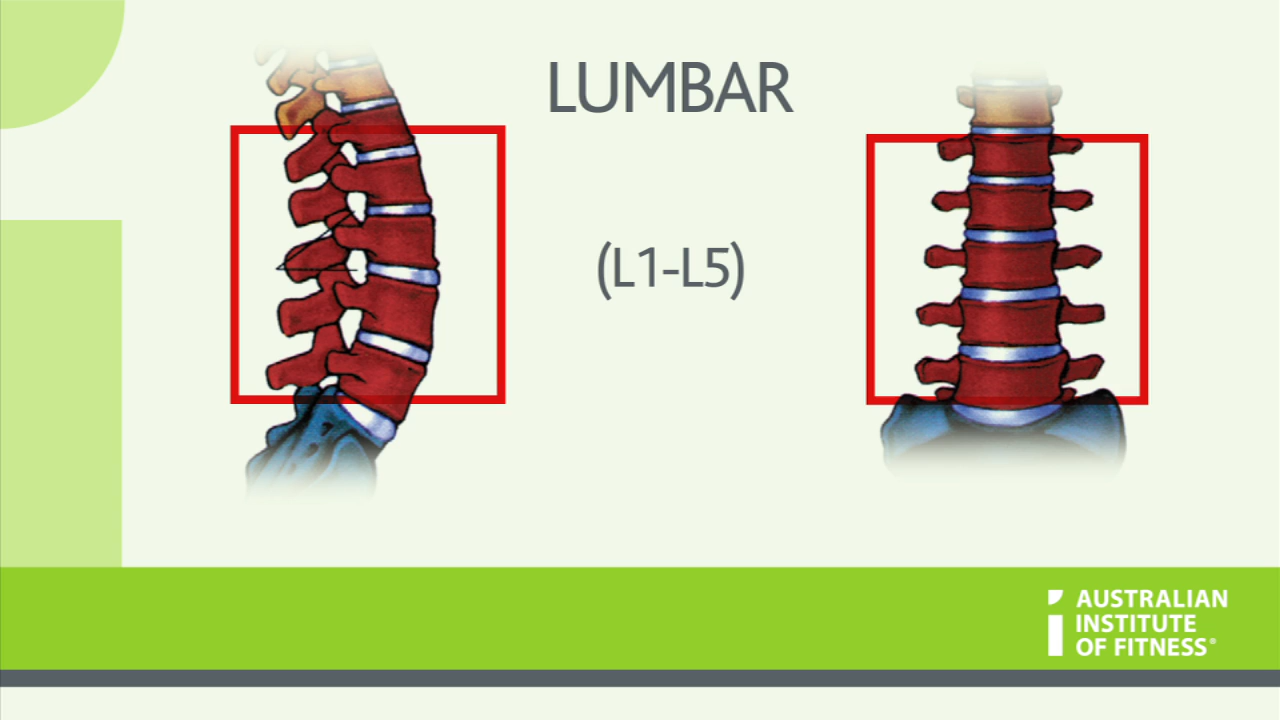 LUMBAR
(L1-L5)
AUSTRALIAN
INSTITUTE
OF FITNESS®